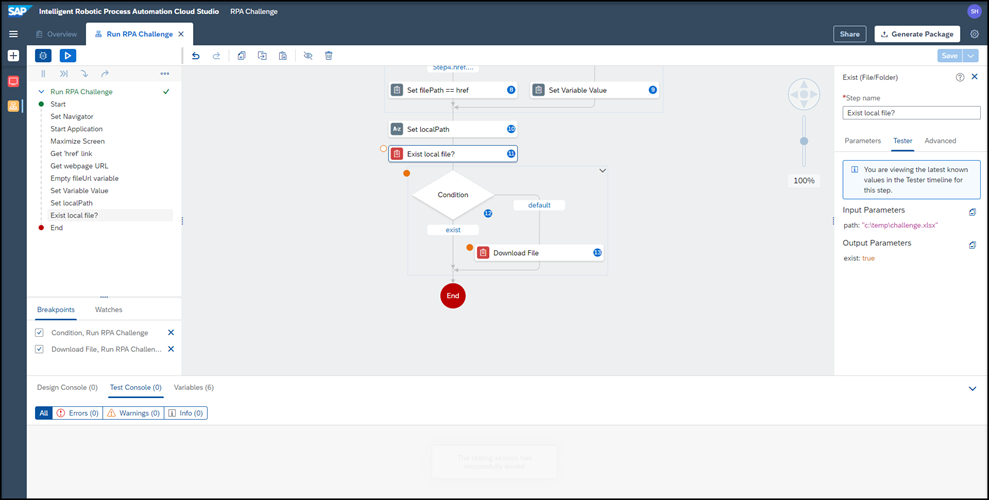 SAP Intelligent Robotic Process Automation Cloud Studio RPA Challenge SH
Overview Run RPA Challenge Share Generate Package
Save
Run RPA Challenge
Start
Set Navigator
Start Application
Maximize Screen
Get 'href' link
Get webpage URL
Empty fileUrl variable
Set Variable Value
Set localPath
Exist local file?
End
Breakpoints Watches
Condition, Run RPA Challenge
Download File, Run RPA Challen...
Step4.href....
Set filePath == href 8
Set Variable Value 9
Az Set localPath 10
Exist local file? 11
Condition
12
default
exist
Download File 13
End
100%
Exist (File/Folder)
*Step name
Exist local file?
Parameters Tester Advanced
You are viewing the latest known
values in the Tester timeline for
this step.
Input Parameters
path: "c:\temp\challenge.xlsx"
Output Parameters
exist: true
Design Console (0) Test Console (0) Variables (6)
All Errors (0) Warnings (0) Info (0)